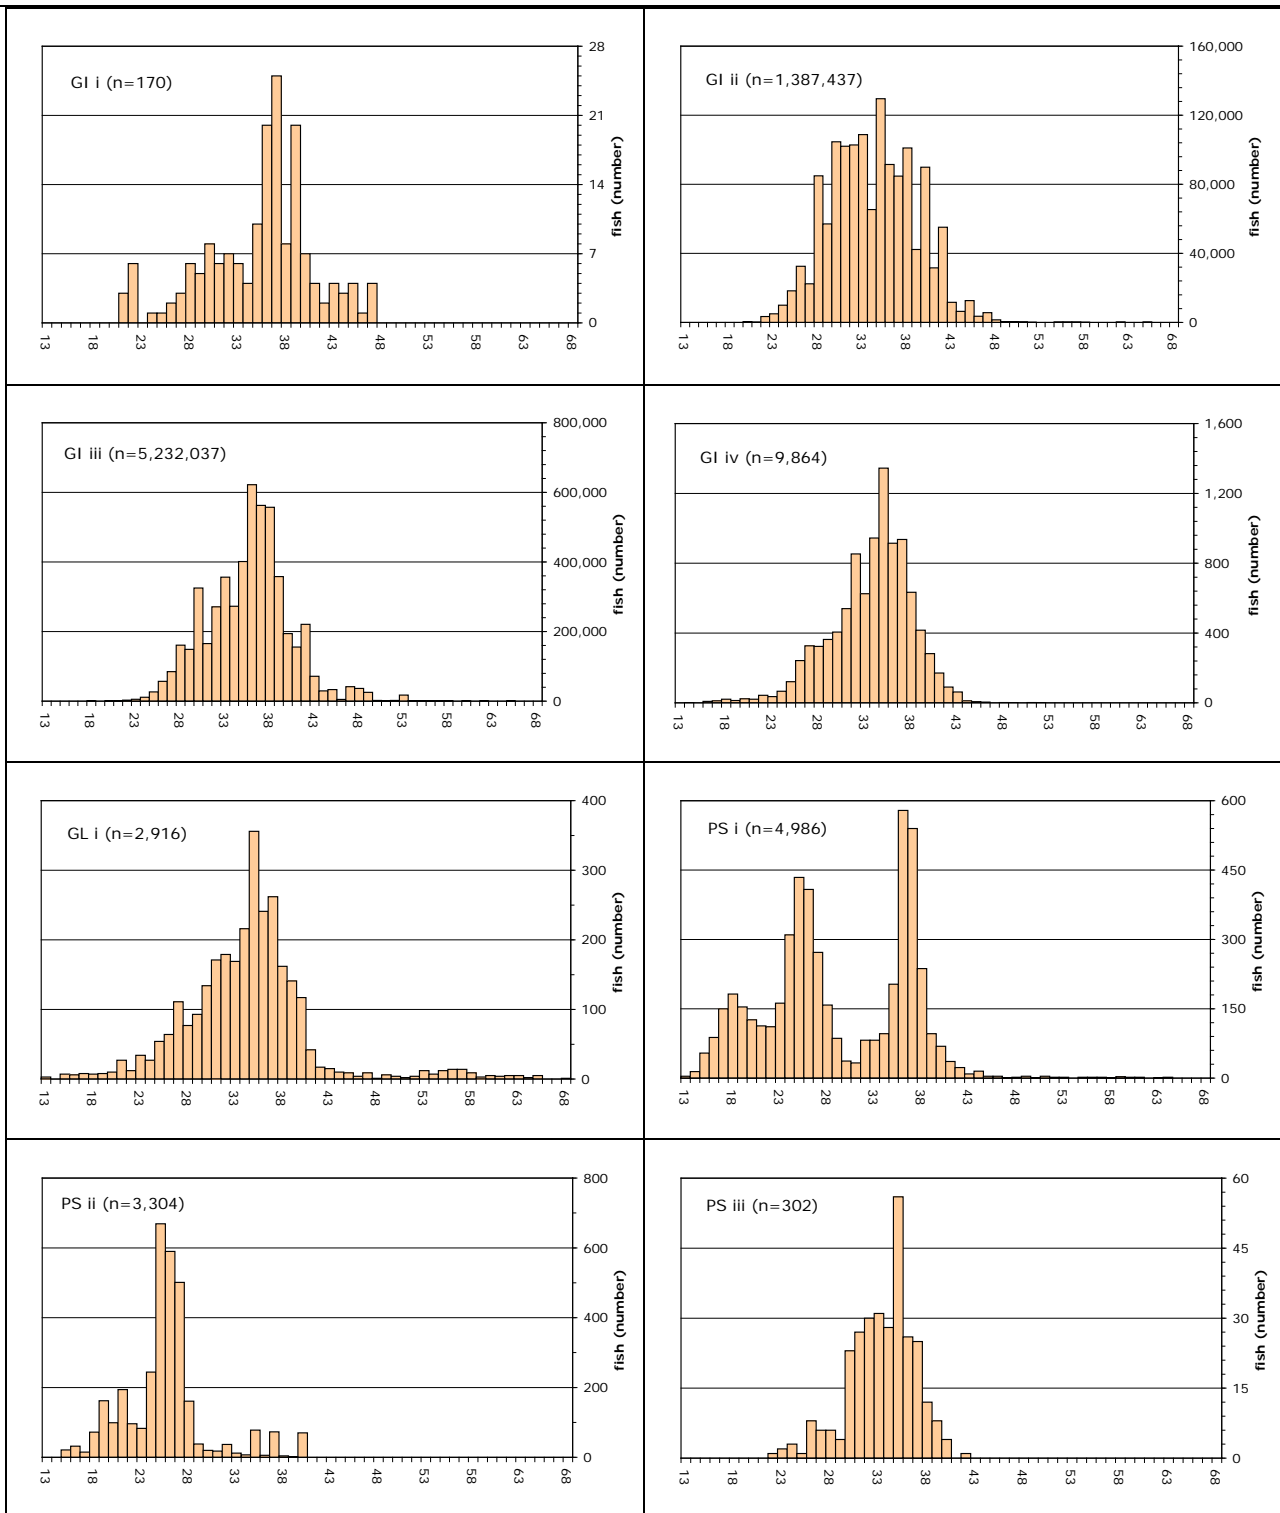 GI i (n=170)
28
21
14
7
0
fish (number)
13 18 23 28 33 38 43 48 53 58 63 68
GI ii (n=1,387,437)
160,000
120,000
80,000
40,000
0
fish (number)
13 18 23 28 33 38 43 48 53 58 63 68
GI iii (n=5,232,037)
800,000
600,000
400,000
200,000
0
fish (number)
13 18 23 28 33 38 43 48 53 58 63 68
GI iv (n=9,864)
1,600
1,200
800
400
0
fish (number)
13 18 23 28 33 38 43 48 53 58 63 68
GL i (n=2,916)
400
300
200
100
0
fish (number)
13 18 23 28 33 38 43 48 53 58 63 68
PS i (n=4,986)
600
450
300
150
0
fish (number)
13 18 23 28 33 38 43 48 53 58 63 68
PS ii (n=3,304)
800
600
400
200
0
fish (number)
13 18 23 28 33 38 43 48 53 58 63 68
PS iii (n=302)
60
45
30
15
0
fish (number)
13 18 23 28 33 38 43 48 53 58 63 68